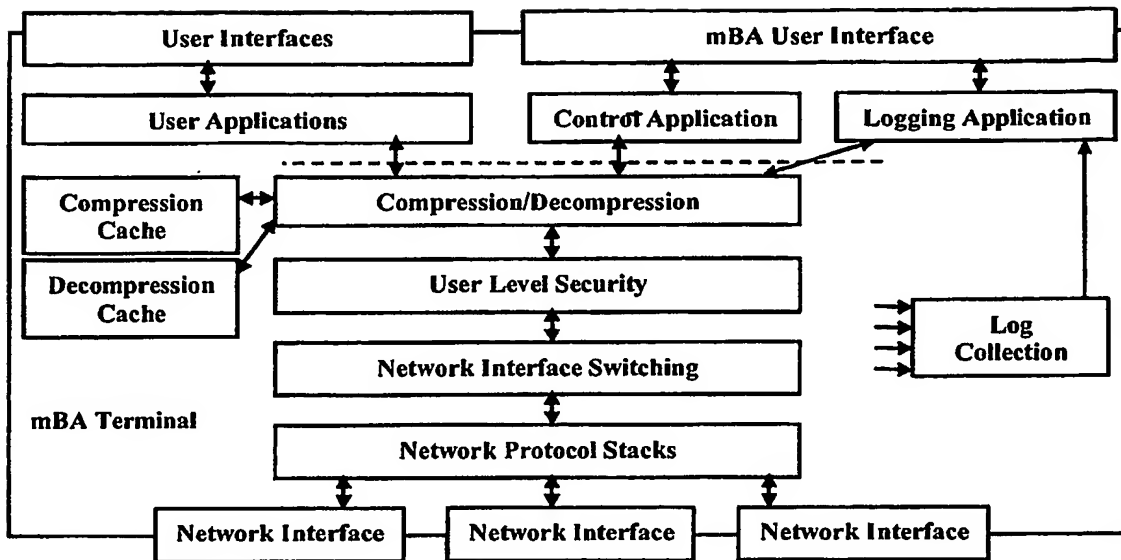 User Interfaces
mBA User Interface
User Applications
Control Application
Logging Application
Compression
Cache
Compression/Decompression
Decompression
Cache
User Level Security
Log
Collection
Network Interface Switching
mBA Terminal
Network Protocol Stacks
Network Interface
Network Interface
Network Interface